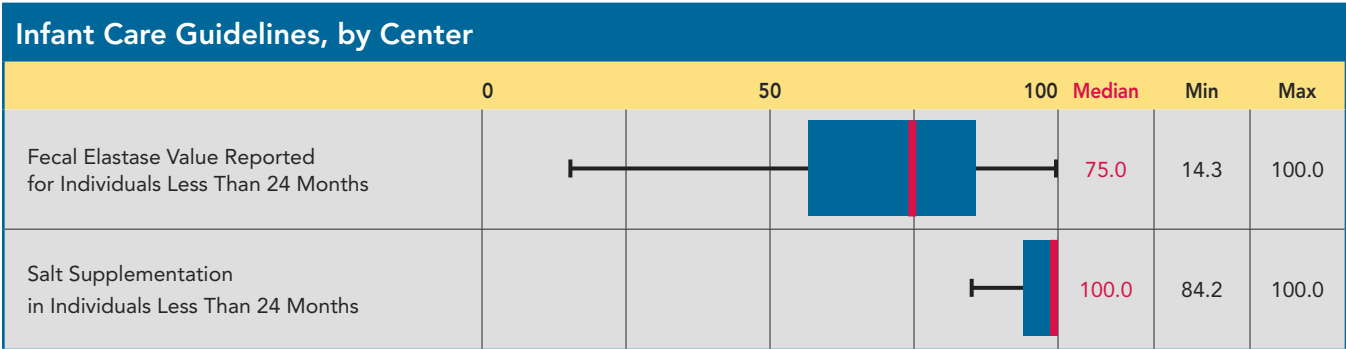 Infant Care Guidelines, by Center
0 50 100 Median Min Max
Fecal Elastase Value Reported
for Individuals Less Than 24 Months
75.0 14.3 100.0
Salt Supplementation
in Individuals Less Than 24 Months
100.0 84.2 100.0